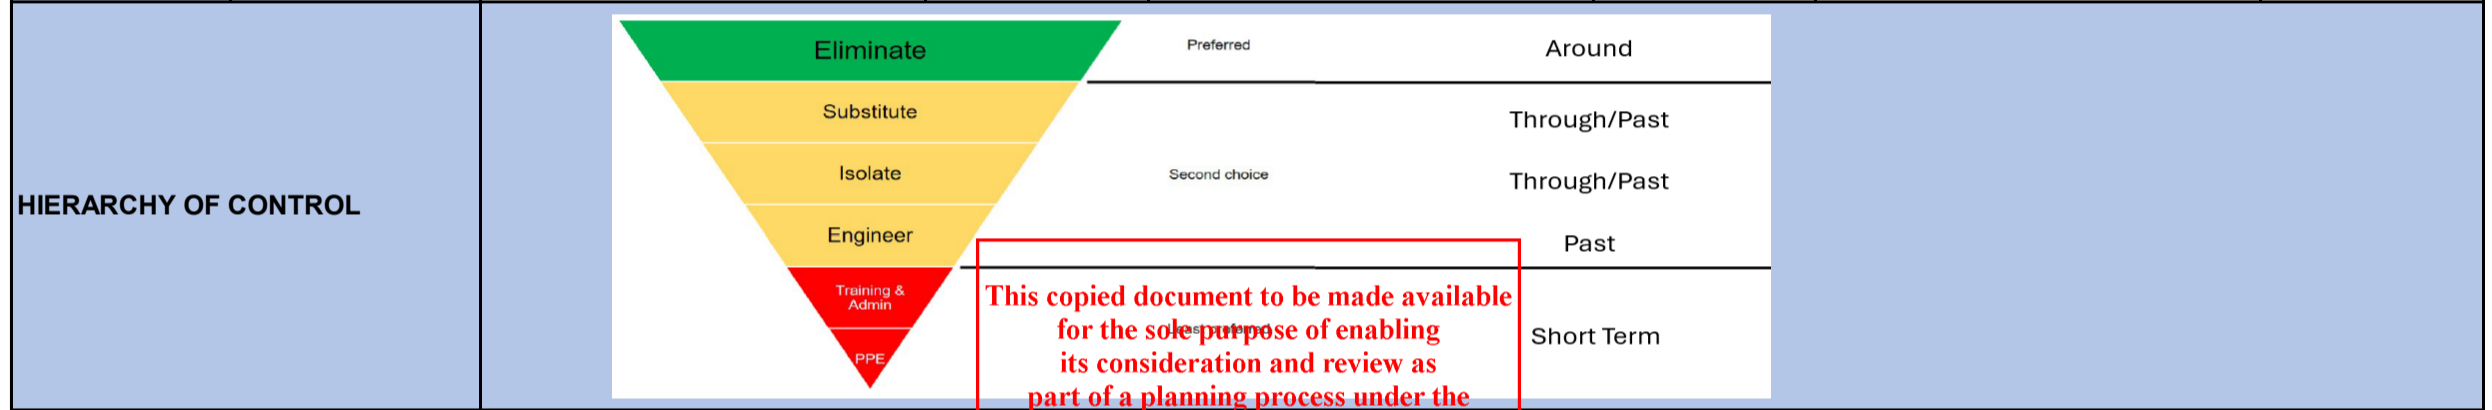 HIERARCHY OF CONTROL
Eliminate
Preferred
Around
Substitute
Through/Past
Isolate
Second choice
Through/Past
Engineer
Past
Training &
Admin
Least preferred
Short Term
PPE
This copied document to be made available
for the sole purpose of enabling
its consideration and review as
part of a planning process under the